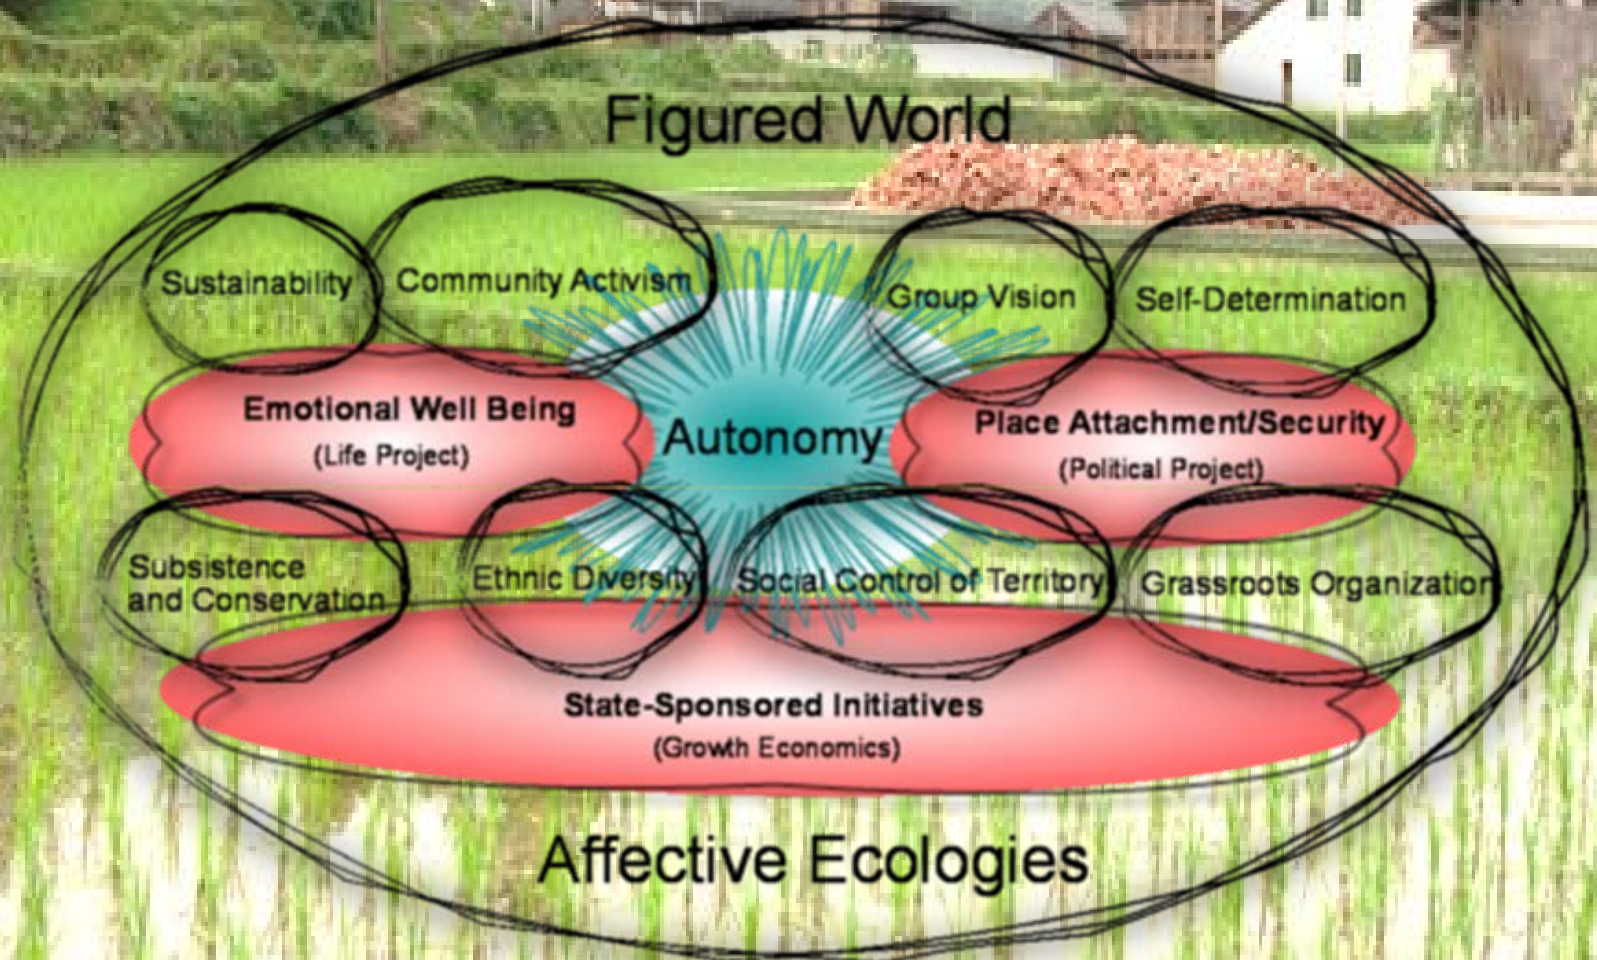 Figured World
Sustainability
Community Activism
Group Vision
Self-Determination
Emotional Well Being
(Life Project)
Autonomy
Place Attachment/Security
(Political Project)
Subsistence
and Conservation
Ethnic Diversity
Social Control of Territory
Grassroots Organization
State-Sponsored Initiatives
(Growth Economics)
Affective Ecologies